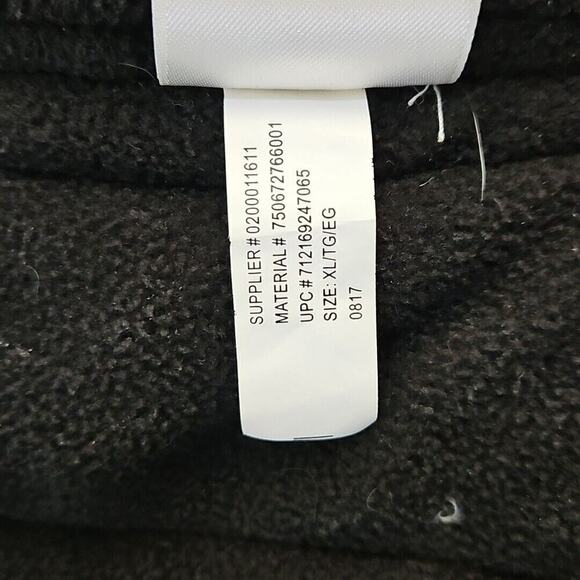 SUPPLIER # 0200011611
MATERIAL # 750672766001
UPC # 712169247065
SIZE: XL/TG/EG
0817